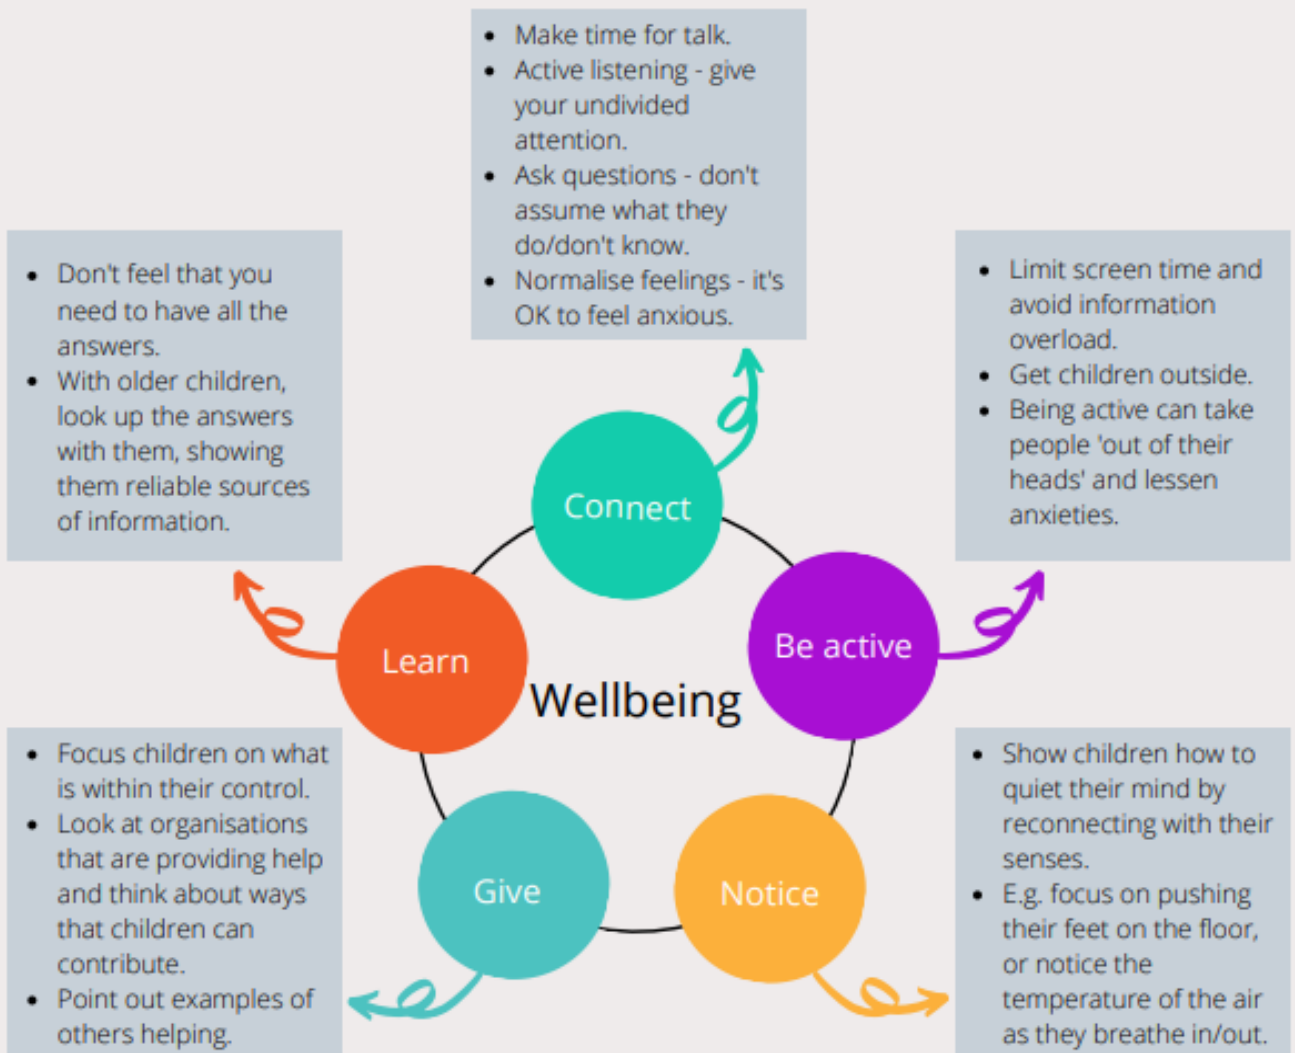 • Make time for talk.
• Active listening - give
your undivided
attention.
• Ask questions - don't
assume what they
do/don't know.
• Normalise feelings - it's
OK to feel anxious.
• Don't feel that you
need to have all the
answers.
• With older children,
look up the answers
with them, showing
them reliable sources
of information.
• Limit screen time and
avoid information
overload.
• Get children outside.
• Being active can take
people 'out of their
heads' and lessen
anxieties.
Connect
Learn
Be active
Wellbeing
Give
Notice
• Focus children on what
is within their control.
• Look at organisations
that are providing help
and think about ways
that children can
contribute.
• Point out examples of
others helping.
• Show children how to
quiet their mind by
reconnecting with their
senses.
• E.g. focus on pushing
their feet on the floor,
or notice the
temperature of the air
as they breathe in/out.